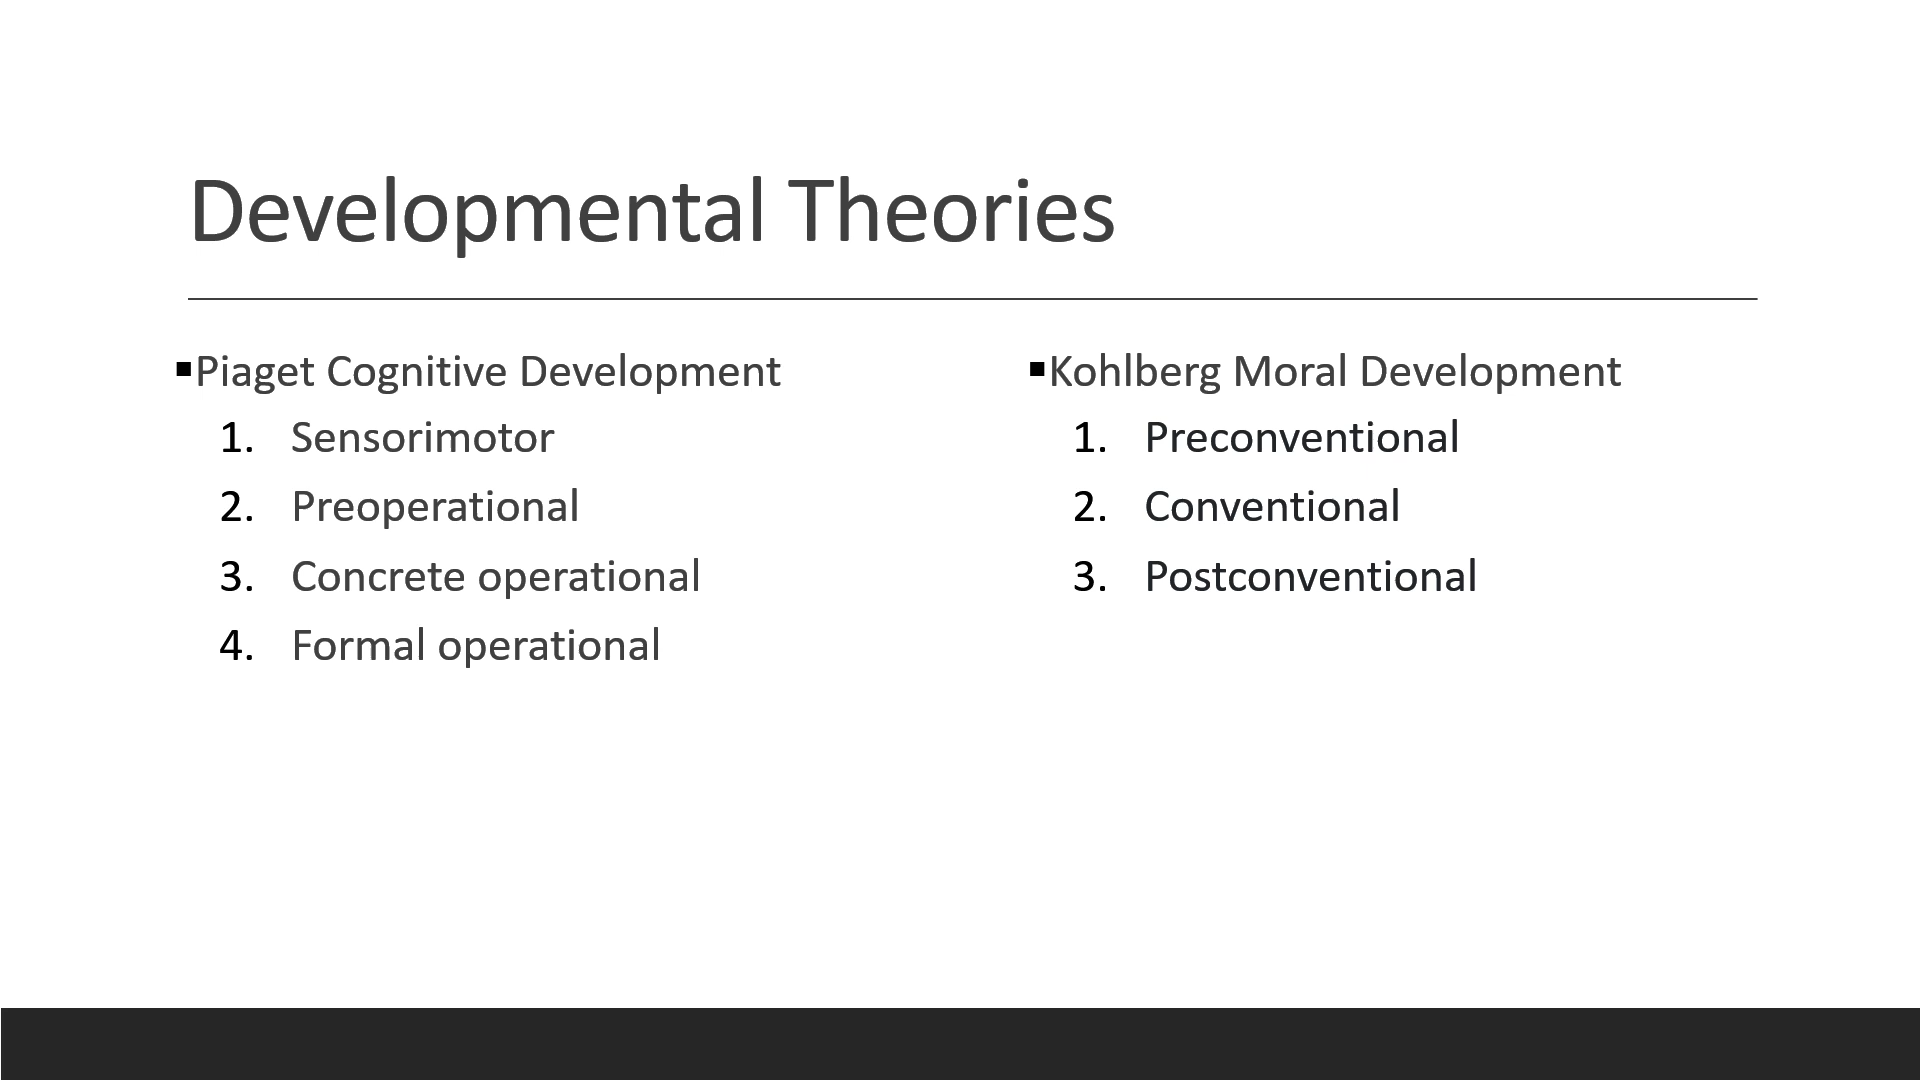 Developmental Theories
▪Piaget Cognitive Development
1. Sensorimotor
2. Preoperational
3. Concrete operational
4. Formal operational
▪Kohlberg Moral Development
1. Preconventional
2. Conventional
3. Postconventional